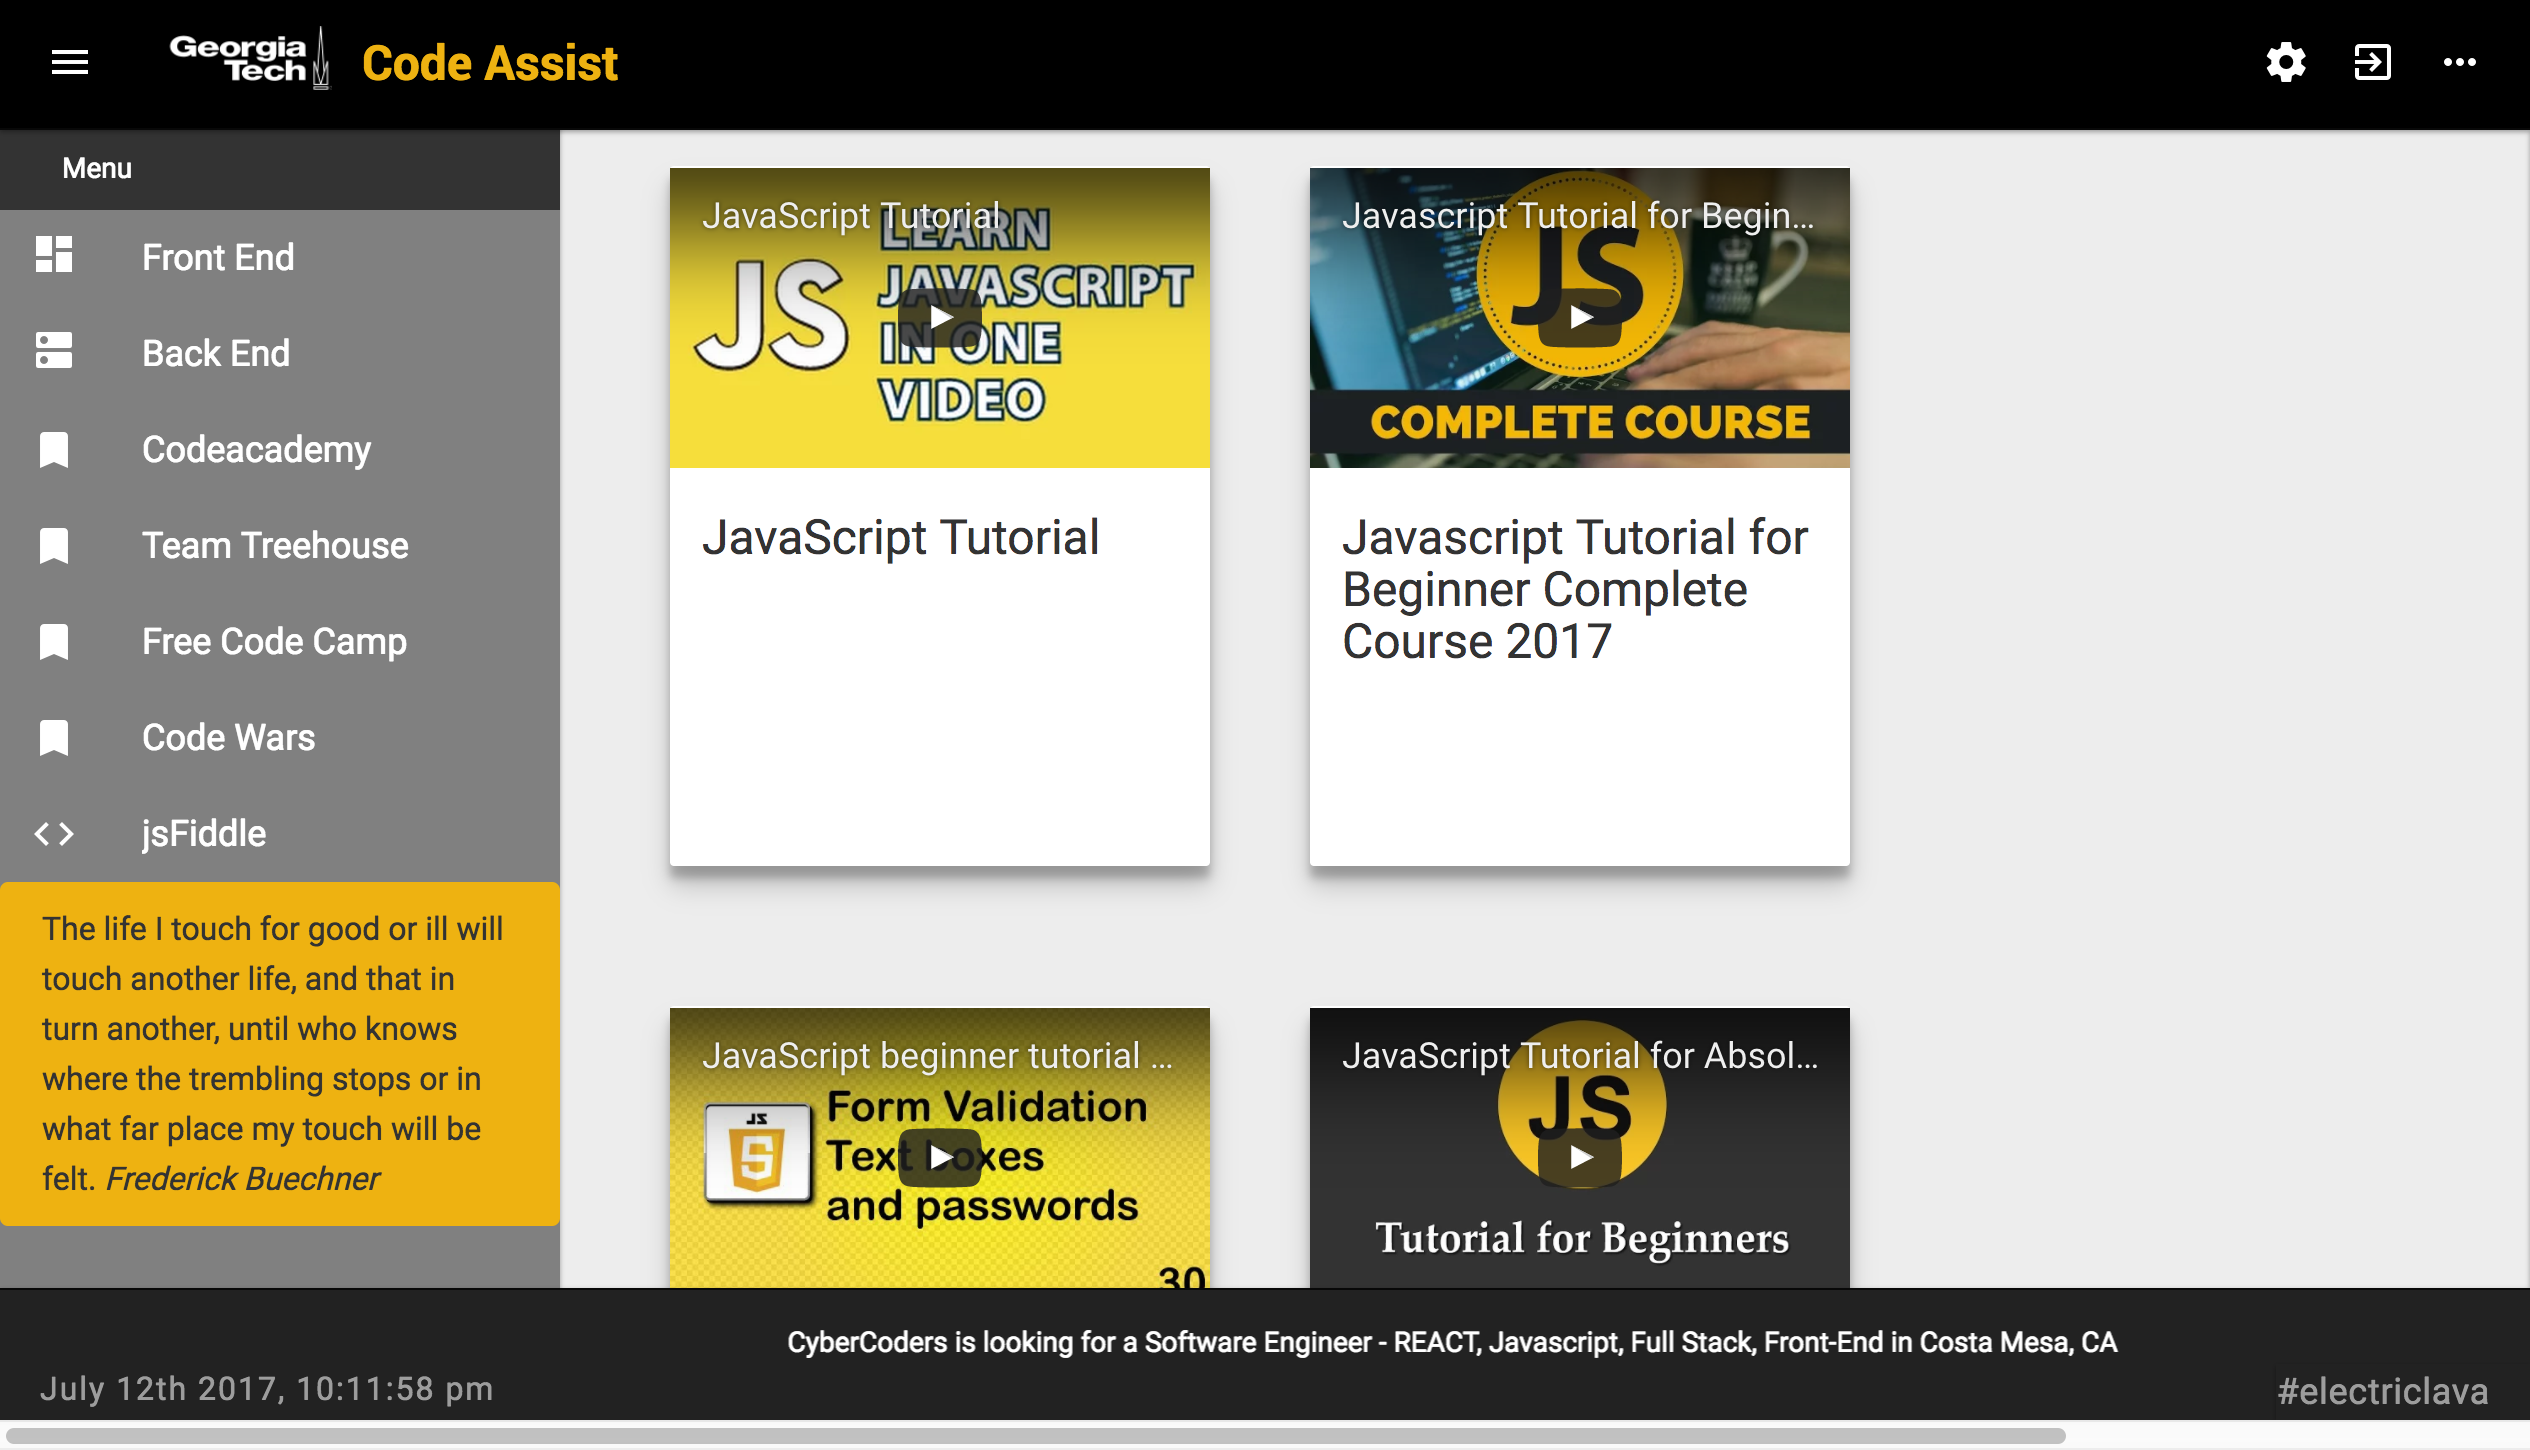 Georgia
Tech
Code Assist
Menu
Front End
Back End
Codeacademy
Team Treehouse
Free Code Camp
Code Wars
jsFiddle
The life I touch for good or ill will
touch another life, and that in
turn another, until who knows
where the trembling stops or in
what far place my touch will be
felt. Frederick Buechner
JavaScript Tutorial
LEARN
JAVASCRIPT
IN ONE
VIDEO
JS
JavaScript Tutorial
Javascript Tutorial for Begin...
JS
KEEP
CALM
COMPLETE COURSE
Javascript Tutorial for
Beginner Complete
Course 2017
JavaScript beginner tutorial ...
JS
5
Form Validation
Text boxes
and passwords
30
JavaScript Tutorial for Absol...
JS
Tutorial for Beginners
CyberCoders is looking for a Software Engineer - REACT, Javascript, Full Stack, Front-End in Costa Mesa, CA
July 12th 2017, 10:11:58 pm
#electriclava